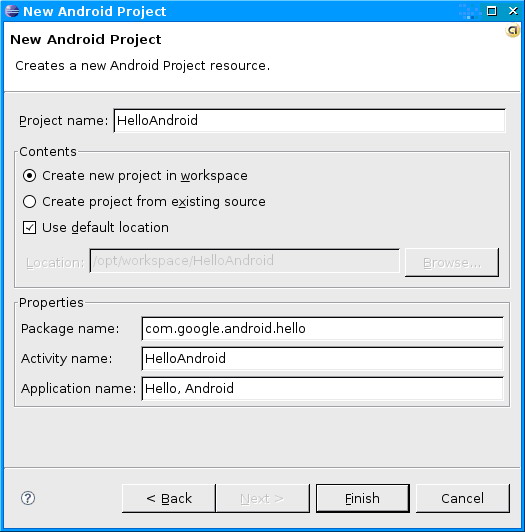 New Android Project
New Android Project
Creates a new Android Project resource.
Project name: HelloAndroid
Contents
Create new project in workspace
Create project from existing source
Use default location
Location: /opt/workspace/HelloAndroid Browse...
Properties
Package name: com.google.android.hello
Activity name: HelloAndroid
Application name: Hello, Android
? < Back Next > Finish Cancel